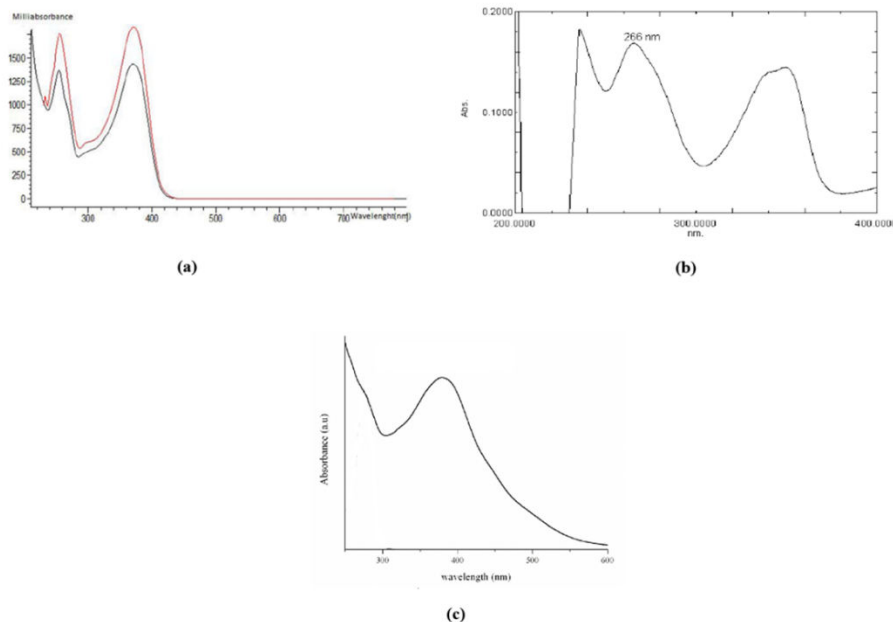 Milliabsorbance
1750
1500
1250
1000
750
500
250
0
300 400 500 600 700 Wavelenght(nm)
(a)
0.2000
266 nm
Abs.
0.1000
0.0000
200.0000 300.0000 400.0000
nm.
(b)
Absorbance (a.u)
300 400 500 600
wavelength (nm)
(c)